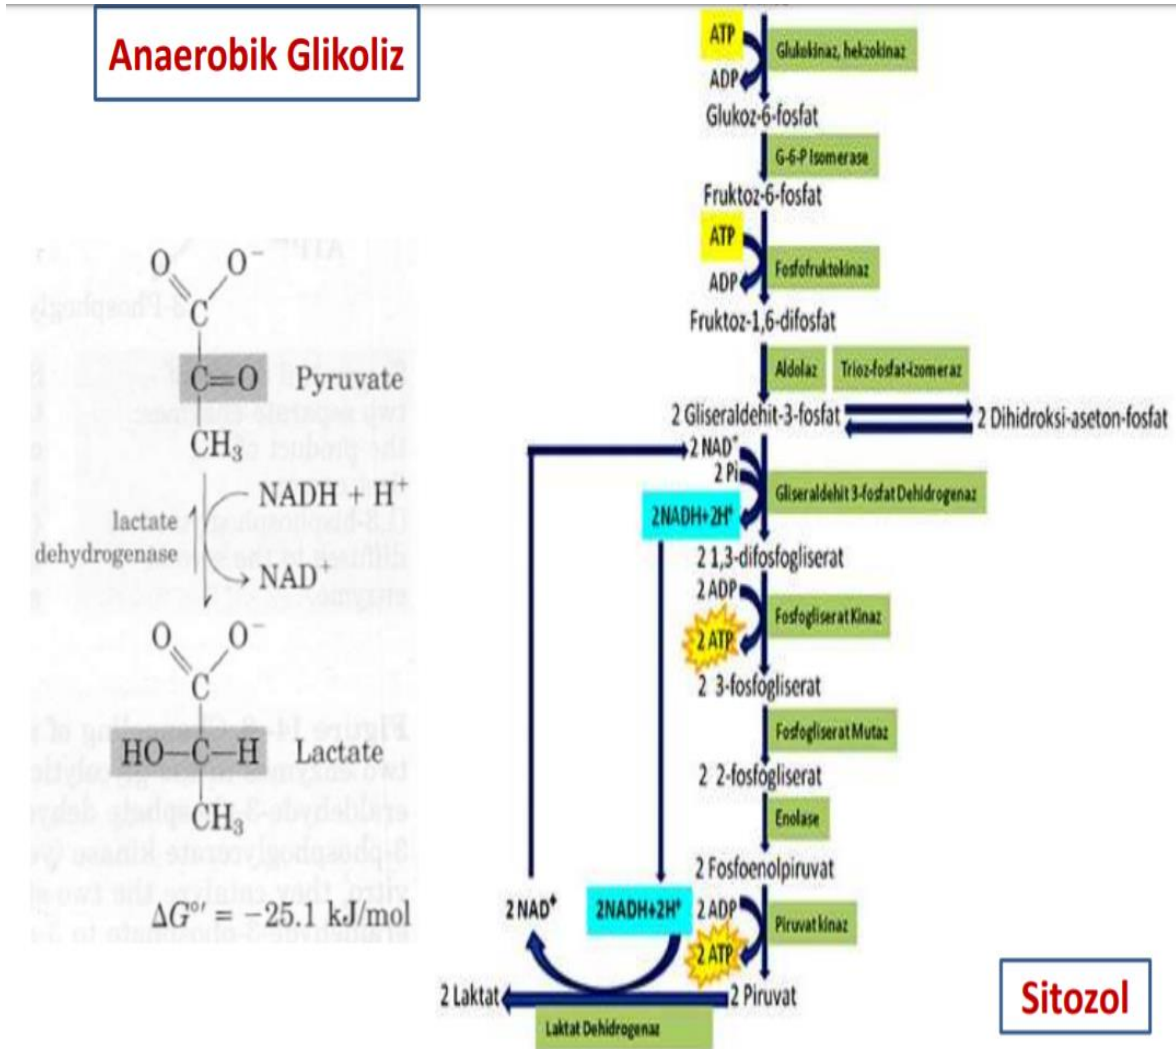 Anaerobik Glikoliz
ATP
Glukokinaz, hekzokinaz
ADP
Glukoz-6-fosfat
G-6-P Isomerase
Fruktoz-6-fosfat
ATP
Fosfofruktokinaz
ADP
Fruktoz-1,6-difosfat
Aldolaz
Trioz-fosfat-izomeraz
2 Gliseraldehit-3-fosfat
2 Dihidroksi-aseton-fosfat
2 NAD⁺
2 Pi
Gliseraldehit 3-fosfat Dehidrogenaz
2NADH+2H⁺
2 1,3-difosfogliserat
2 ADP
Fosfogliserat Kinaz
2 ATP
2 3-fosfogliserat
Fosfogliserat Mutaz
2 2-fosfogliserat
Enolase
2 Fosfoenolpiruvat
2 NAD⁺
2NADH+2H⁺
2 ADP
Piruvat kinaz
2 ATP
2 Laktat
2 Piruvat
Laktat Dehidrogenaz
Sitozol
O
O⁻
C
C=O
Pyruvate
CH₃
NADH + H⁺
lactate
dehydrogenase
NAD⁺
O
O⁻
C
HO—C—H
Lactate
CH₃
ΔG°′ = −25.1 kJ/mol